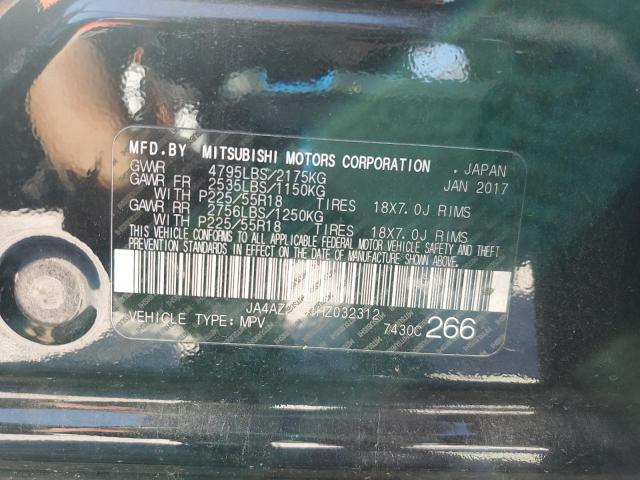 MFD.BY MITSUBISHI MOTORS CORPORATION , JAPAN
GVWR 4795LBS/2175KG JAN 2017
GAWR FR 2535LBS/1150KG
WITH P225/55R18 TIRES 18X7.0J RIMS
GAWR RR 2756LBS/1250KG
WITH P225/55R18 TIRES 18X7.0J RIMS
THIS VEHICLE CONFORMS TO ALL APPLICABLE FEDERAL MOTOR VEHICLE SAFETY AND THEFT
PREVENTION STANDARDS IN EFFECT ON THE DATE OF MANUFACTURE SHOWN ABOVE.
VEHICLE TYPE: MPV 7430C 266